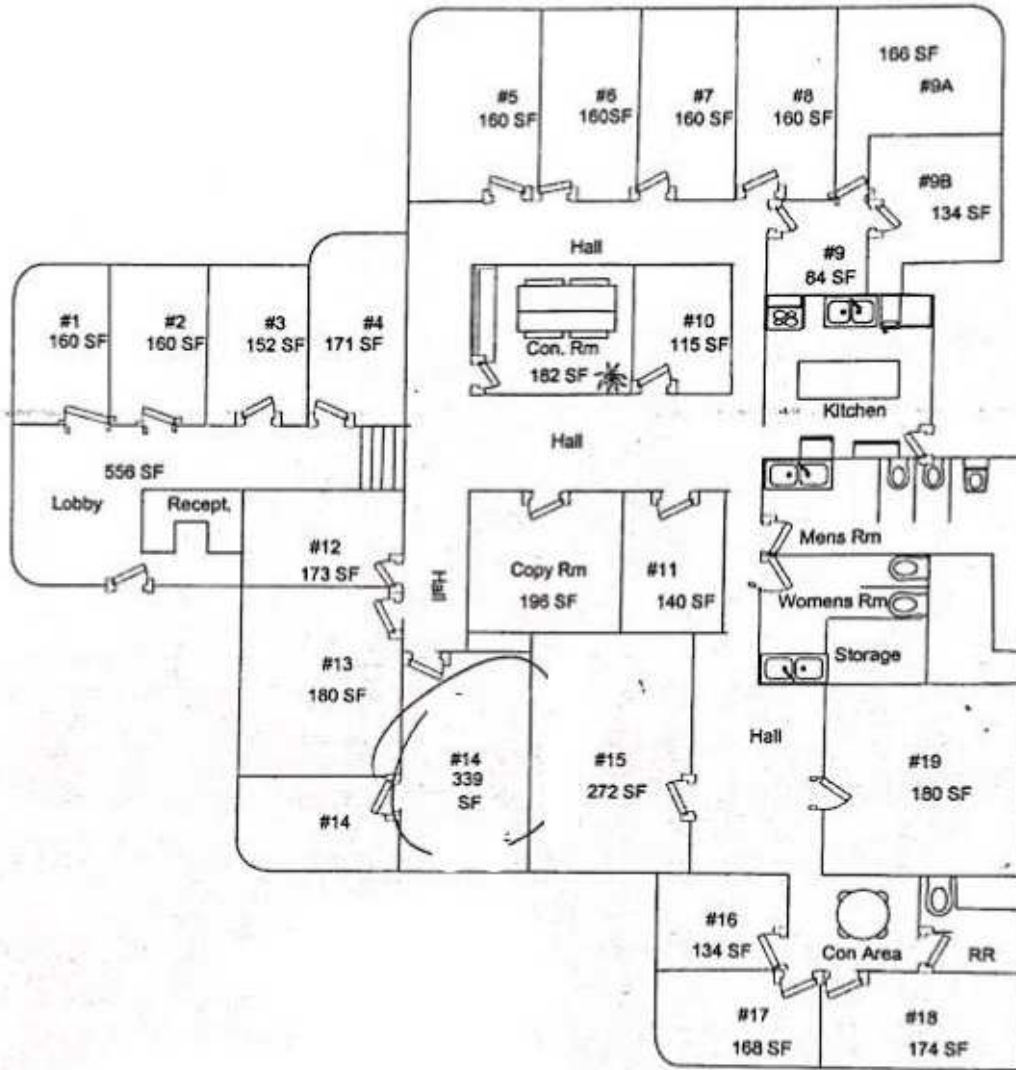 166 SF
#9A
#5
160 SF
#6
160SF
#7
160 SF
#8
160 SF
#9B
134 SF
Hall
#9
84 SF
#1
160 SF
#2
160 SF
#3
152 SF
#4
171 SF
Con. Rm
182 SF
#10
115 SF
Kitchen
Hall
556 SF
Lobby
Recept.
#12
173 SF
Hall
Copy Rm
196 SF
#11
140 SF
Mens Rm
Womens Rm
Storage
#13
180 SF
Hall
#14
339
SF
#15
272 SF
#19
180 SF
#14
#16
134 SF
Con Area
RR
#17
168 SF
#18
174 SF